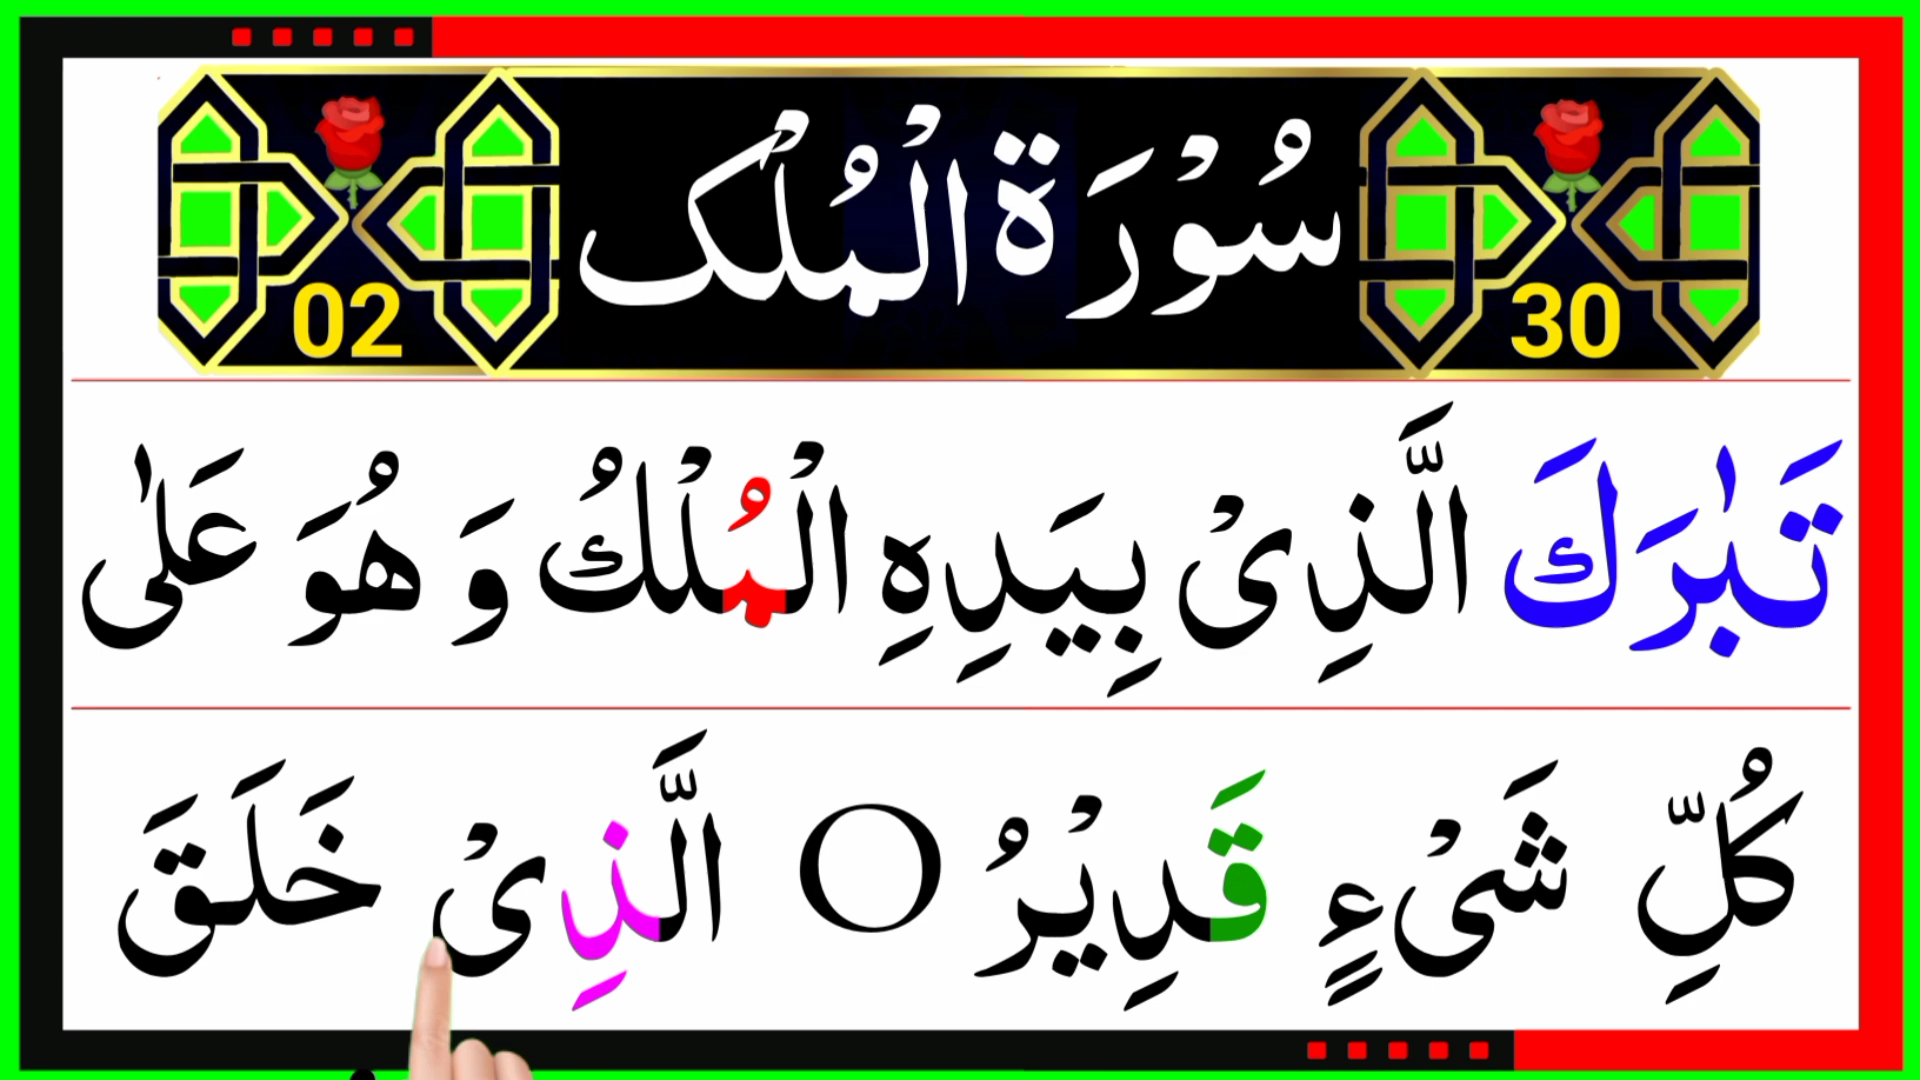 02 سُوْرَةُ الْمُلْک 30
تَبٰرَكَ الَّذِیْ بِیَدِهِ الْمُلْكُ وَ هُوَ عَلٰی
كُلِّ شَیْءٍ قَدِیْرُ ۝ الَّذِیْ خَلَقَ